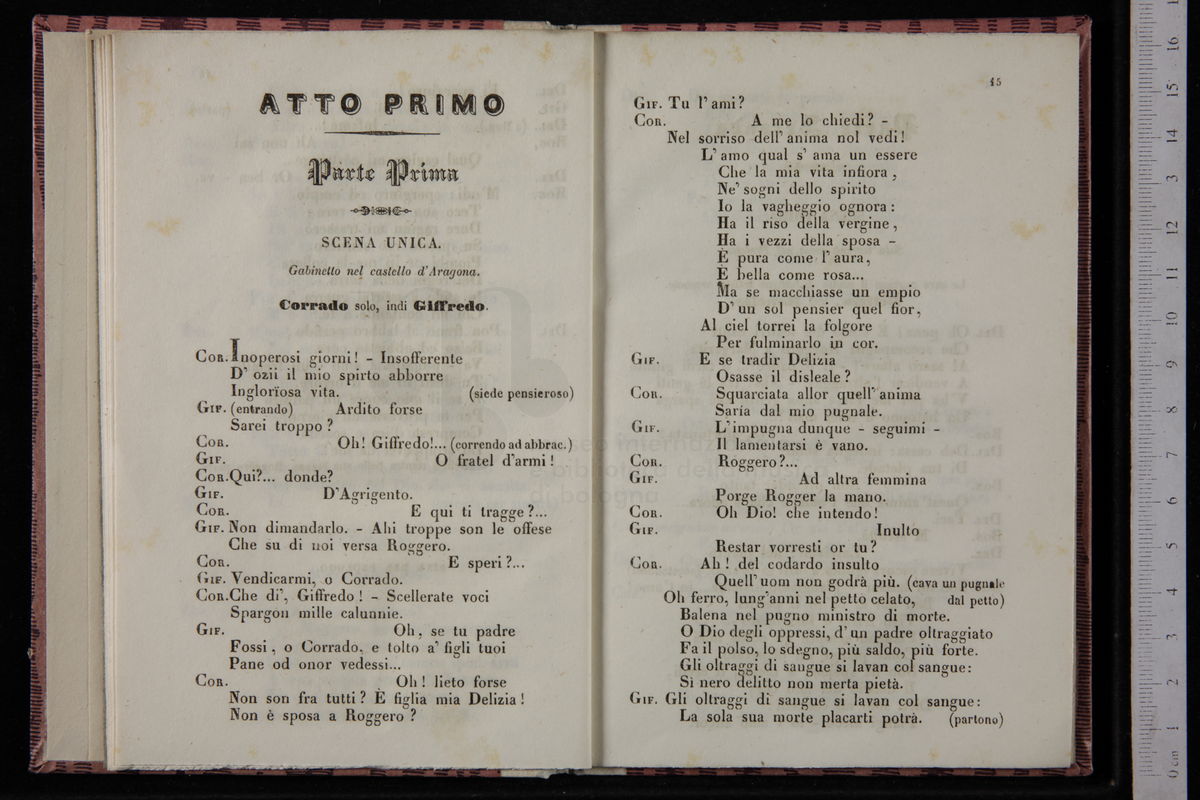 ATTO PRIMO
Parte Prima
SCENA UNICA.
Gabinetto nel castello d'Aragona.
Corrado solo, indi Giffredo.
Cor. Inoperosi giorni! – Insofferente
D' ozii il mio spirto abborre
Inglorïosa vita. (siede pensieroso)
Gif. (entrando) Ardito forse
Sarei troppo?
Cor. Oh! Giffredo!... (correndo ad abbrac.)
Gif. O fratel d'armi!
Cor. Qui?... donde?
Gif. D'Agrigento.
Cor. E qui ti tragge?...
Gif. Non dimandarlo. – Ahi troppe son le offese
Che su di noi versa Roggero.
Cor. E speri?...
Gif. Vendicarmi, o Corrado.
Cor. Che di', Giffredo! – Scellerate voci
Spargon mille calunnie.
Gif. Oh, se tu padre
Fossi, o Corrado, e tolto a' figli tuoi
Pane od onor vedessi...
Cor. Oh! lieto forse
Non son fra tutti? È figlia mia Delizia!
Non è sposa a Roggero?
15
Gif. Tu l' ami?
Cor. A me lo chiedi? –
Nel sorriso dell' anima nol vedi!
L' amo qual s' ama un essere
Che la mia vita infiora,
Ne' sogni dello spirito
Io la vagheggio ognora:
Ha il riso della vergine,
Ha i vezzi della sposa –
È pura come l' aura,
È bella come rosa...
Ma se macchiasse un empio
D' un sol pensier quel fior,
Al ciel torrei la folgore
Per fulminarlo in cor.
Gif. E se tradir Delizia
Osasse il disleale?
Cor. Squarciata allor quell' anima
Saría dal mio pugnale.
Gif. L' impugna dunque – seguimi –
Il lamentarsi è vano.
Cor. Roggero?...
Gif. Ad altra femmina
Porge Rogger la mano.
Cor. Oh Dio! che intendo!
Gif. Inulto
Restar vorresti or tu?
Cor. Ah! del codardo insulto
Quell' uom non godrà più. (cava un pugnale
Oh ferro, lung'anni nel petto celato, dal petto)
Balena nel pugno ministro di morte.
O Dio degli oppressi, d' un padre oltraggiato
Fa il polso, lo sdegno, più saldo, più forte.
Gli oltraggi di sangue si lavan col sangue:
Sì nero delitto non merta pietà.
Gif. Gli oltraggi di sangue si lavan col sangue:
La sola sua morte placarti potrà. (partono)